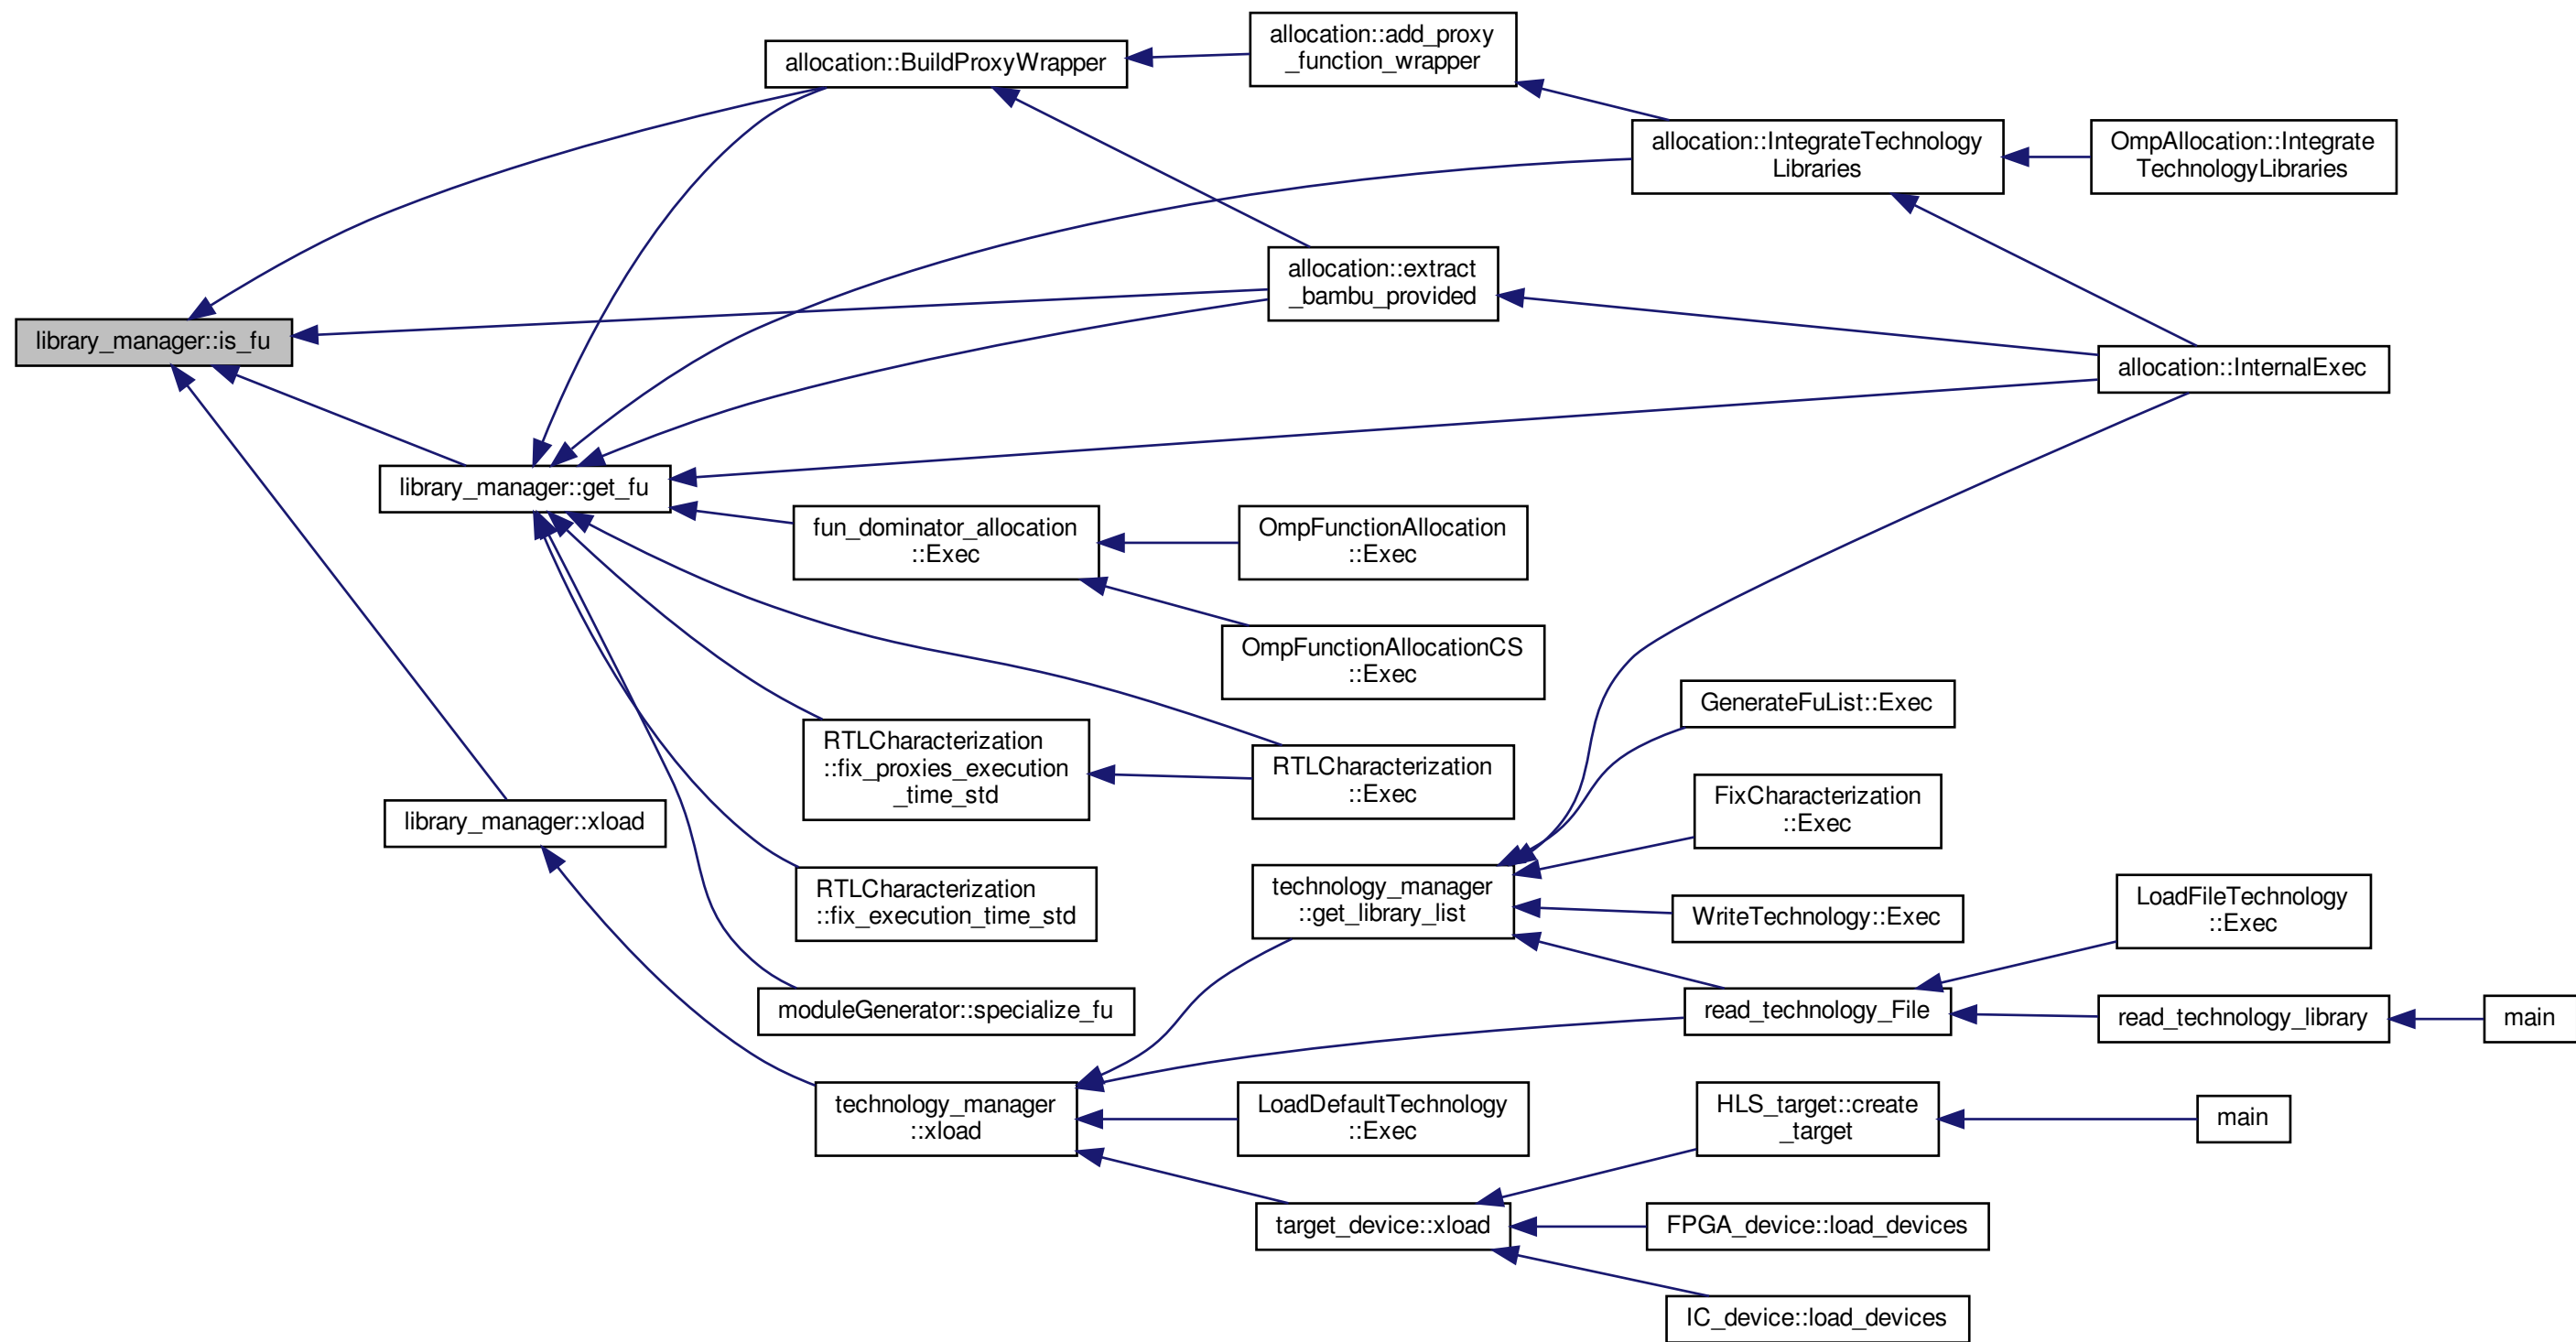 allocation::add_proxy
_function_wrapper
allocation::BuildProxyWrapper
allocation::IntegrateTechnology
Libraries
OmpAllocation::Integrate
TechnologyLibraries
allocation::extract
_bambu_provided
library_manager::is_fu
allocation::InternalExec
library_manager::get_fu
fun_dominator_allocation
::Exec
OmpFunctionAllocation
::Exec
OmpFunctionAllocationCS
::Exec
GenerateFuList::Exec
RTLCharacterization
::fix_proxies_execution
_time_std
RTLCharacterization
::Exec
FixCharacterization
::Exec
library_manager::xload
technology_manager
::get_library_list
RTLCharacterization
::fix_execution_time_std
WriteTechnology::Exec
LoadFileTechnology
::Exec
moduleGenerator::specialize_fu
read_technology_File
read_technology_library
main
technology_manager
::xload
LoadDefaultTechnology
::Exec
HLS_target::create
_target
main
target_device::xload
FPGA_device::load_devices
IC_device::load_devices